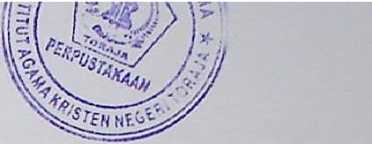 TORAJA
PERPUSTAKAAN
TITUT AGAMA KRISTEN NEGERI TORAJA